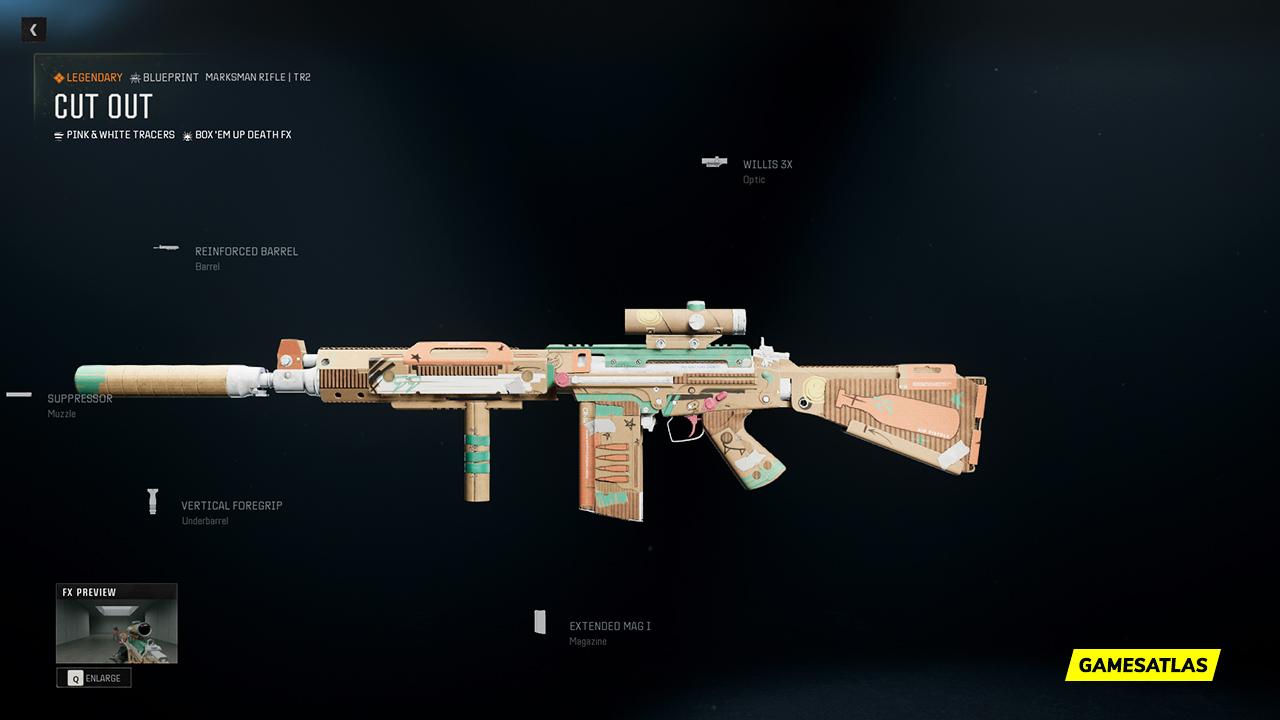 LEGENDARY BLUEPRINT MARKSMAN RIFLE | TR2
CUT OUT
PINK & WHITE TRACERS BOX 'EM UP DEATH FX
WILLIS 3X
Optic
REINFORCED BARREL
Barrel
SUPPRESSOR
Muzzle
VERTICAL FOREGRIP
Underbarrel
FX PREVIEW
Q ENLARGE
EXTENDED MAG I
Magazine
GAMESATLAS